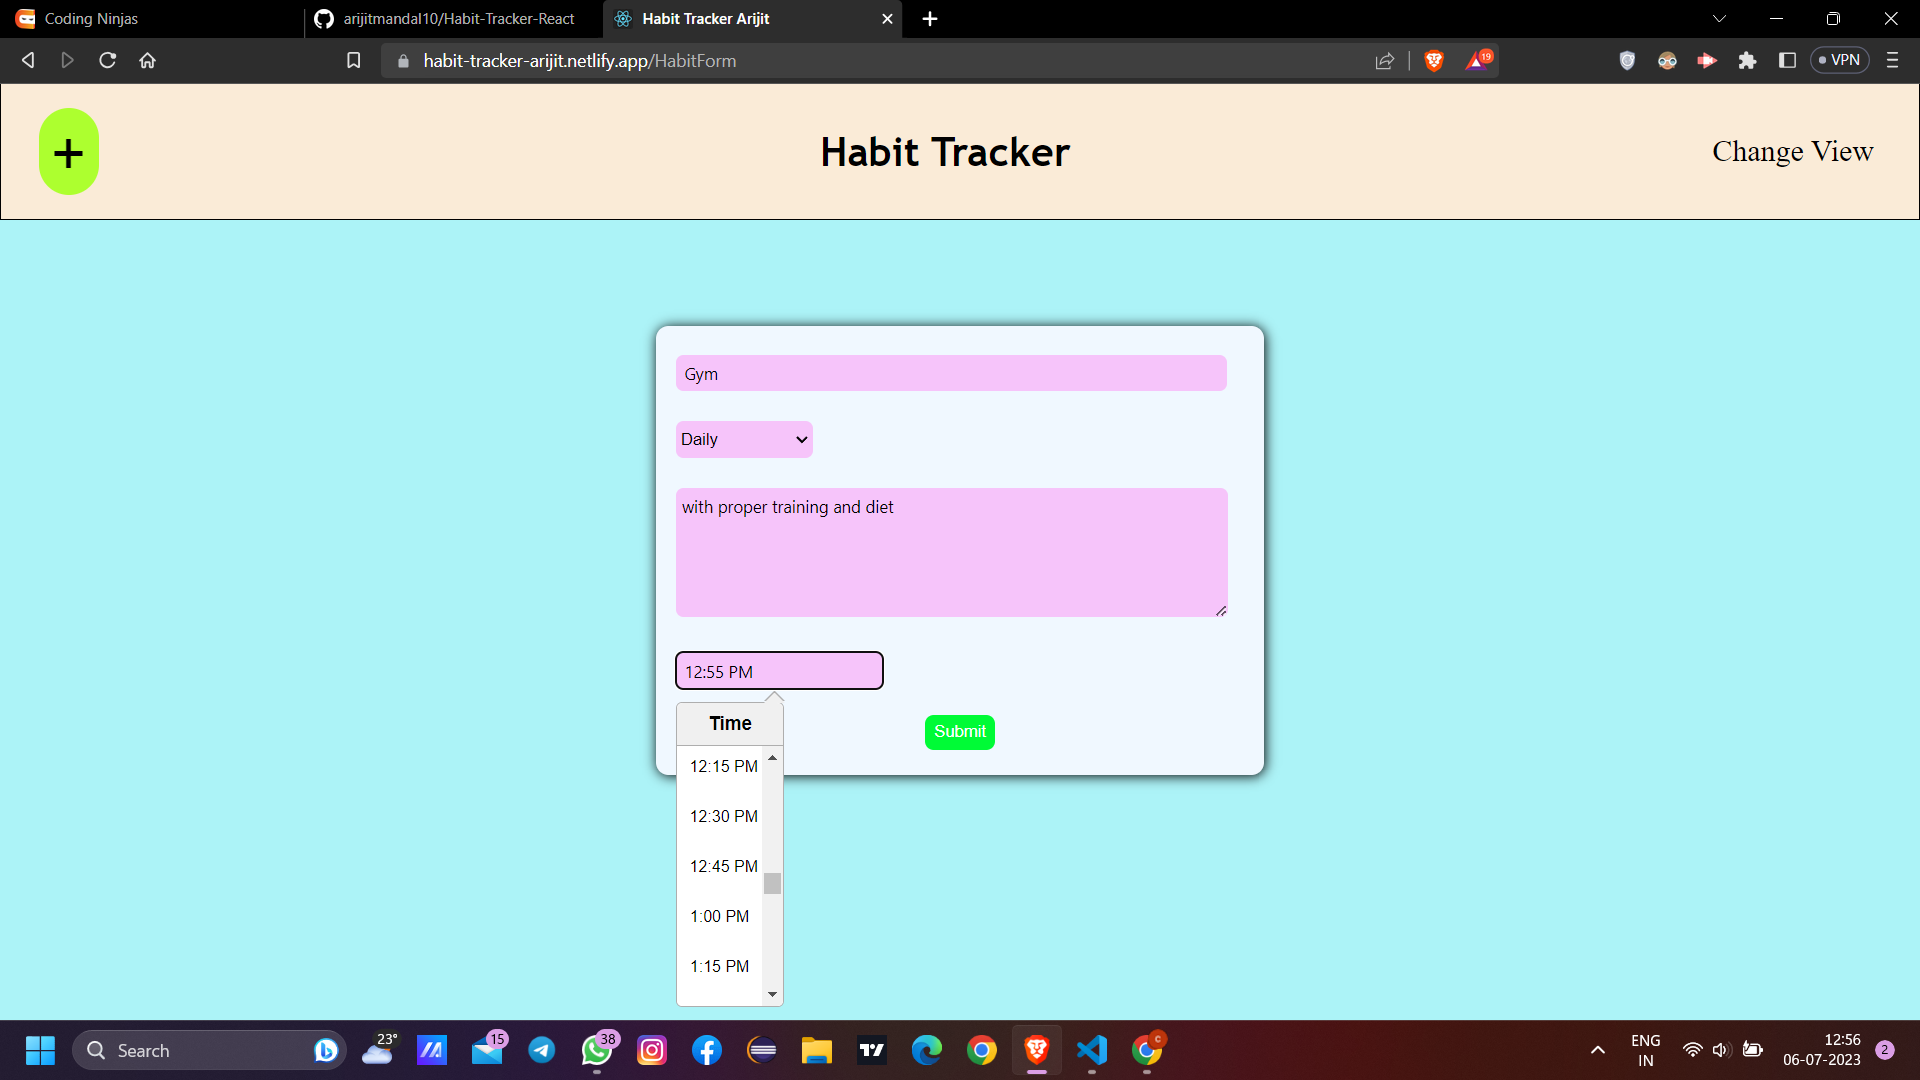 Coding Ninjas
arijitmandal10/Habit-Tracker-React
Habit Tracker Arijit
habit-tracker-arijit.netlify.app/HabitForm
19
VPN
+
Habit Tracker
Change View
Gym
Daily
with proper training and diet
12:55 PM
Time
Submit
12:15 PM
12:30 PM
12:45 PM
1:00 PM
1:15 PM
Search
23°
15
38
C
ENG
IN
12:56
06-07-2023
2